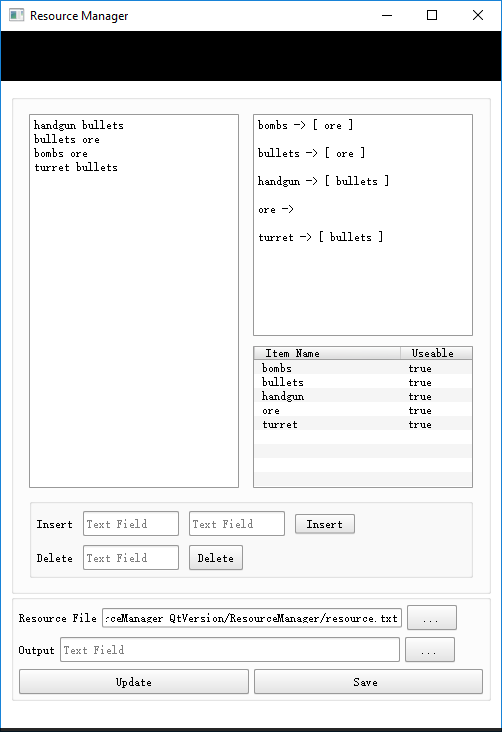 Resource Manager
handgun bullets
bullets ore
bombs ore
turret bullets
bombs -> [ ore ]
bullets -> [ ore ]
handgun -> [ bullets ]
ore ->
turret -> [ bullets ]
Item Name Useable
bombs true
bullets true
handgun true
ore true
turret true
Insert Text Field Text Field Insert
Delete Text Field Delete
Resource File rceManager QtVersion/ResourceManager/resource.txt ...
Output Text Field ...
Update Save